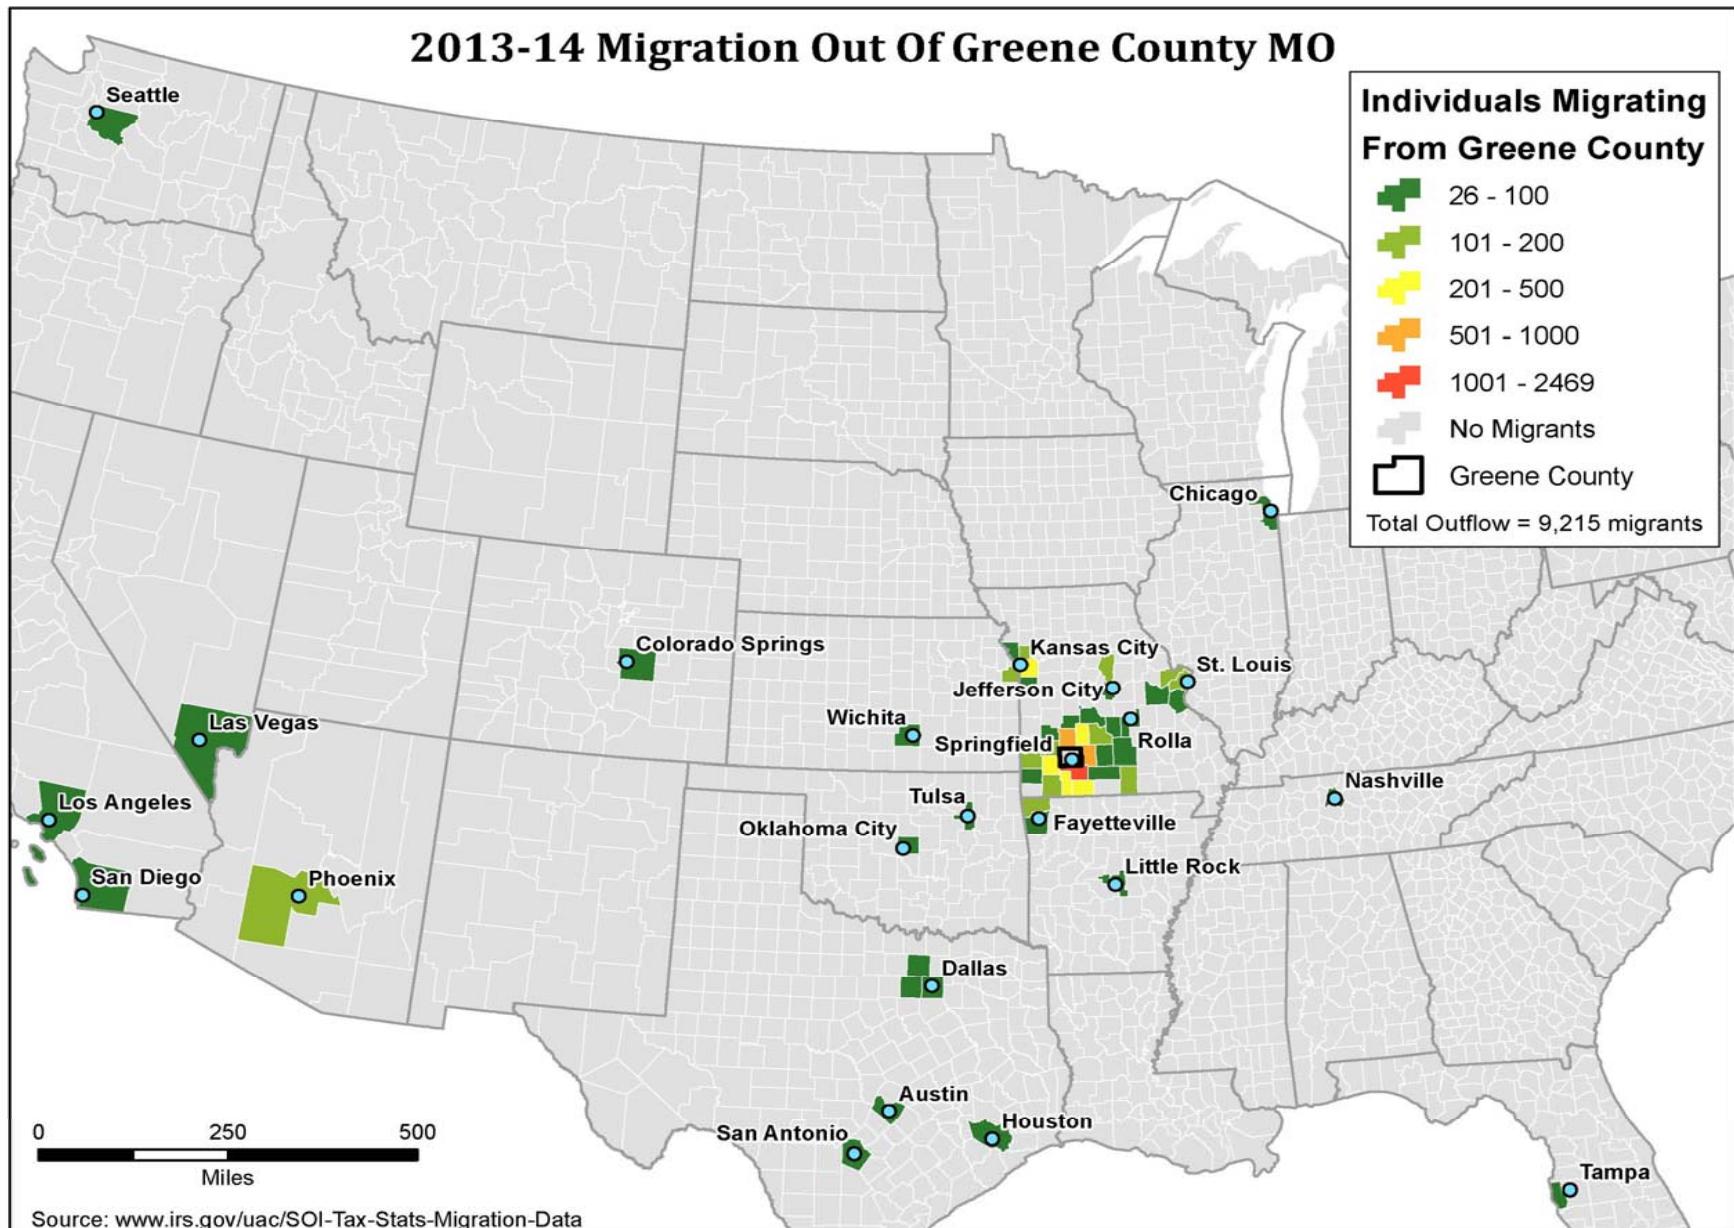 2013-14 Migration Out Of Greene County MO
Individuals Migrating
From Greene County
26 - 100
101 - 200
201 - 500
501 - 1000
1001 - 2469
No Migrants
Greene County
Total Outflow = 9,215 migrants
Seattle
Chicago
Colorado Springs
Kansas City
St. Louis
Jefferson City
Las Vegas
Wichita
Springfield
Rolla
Los Angeles
Tulsa
Nashville
Oklahoma City
Fayetteville
San Diego
Phoenix
Little Rock
Dallas
Austin
Houston
San Antonio
Tampa
0 250 500
Miles
Source: www.irs.gov/uac/SOI-Tax-Stats-Migration-Data